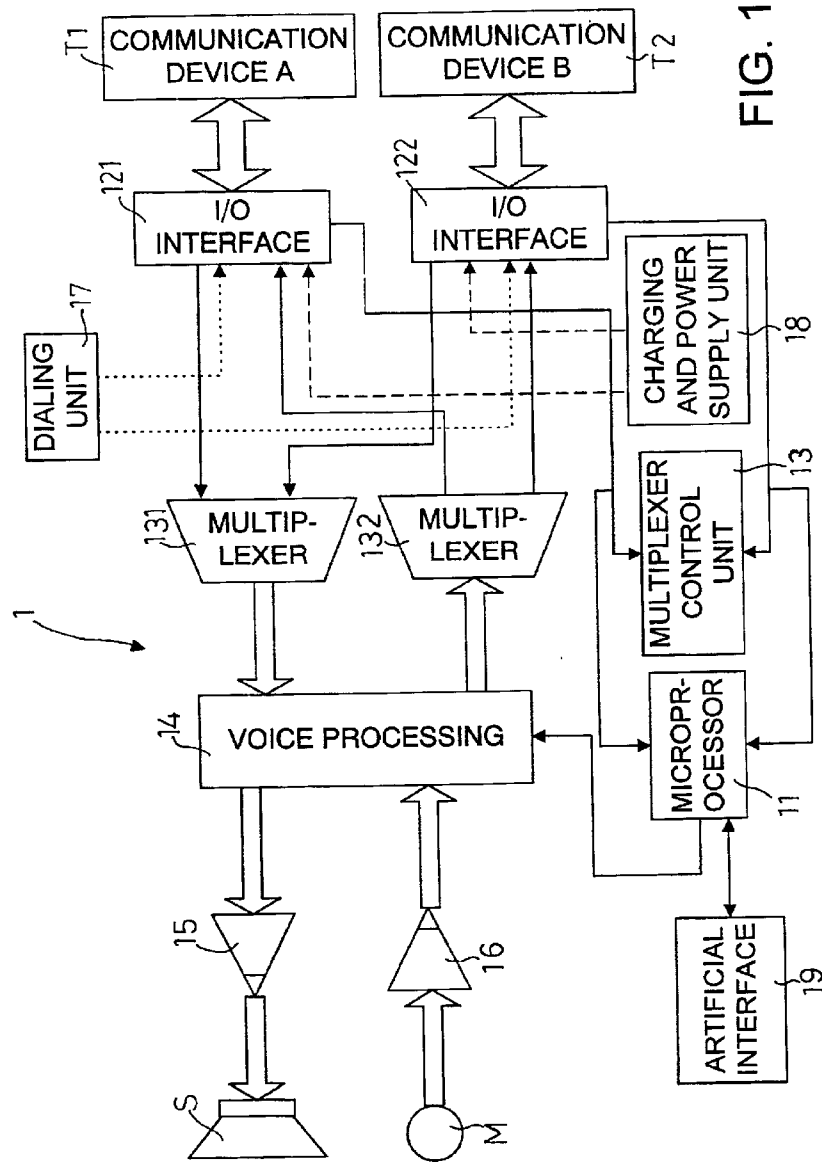 T1
COMMUNICATION
DEVICE A
COMMUNICATION
DEVICE B
T2
FIG. 1
121
I/O
INTERFACE
122
I/O
INTERFACE
17
DIALING
UNIT
CHARGING
AND POWER
SUPPLY UNIT
18
131
MULTIP-
LEXER
132
MULTIP-
LEXER
13
MULTIPLEXER
CONTROL
UNIT
1
14
VOICE PROCESSING
MICROPR-
OCESSOR
11
15
16
S
M
ARTIFICIAL
INTERFACE
19